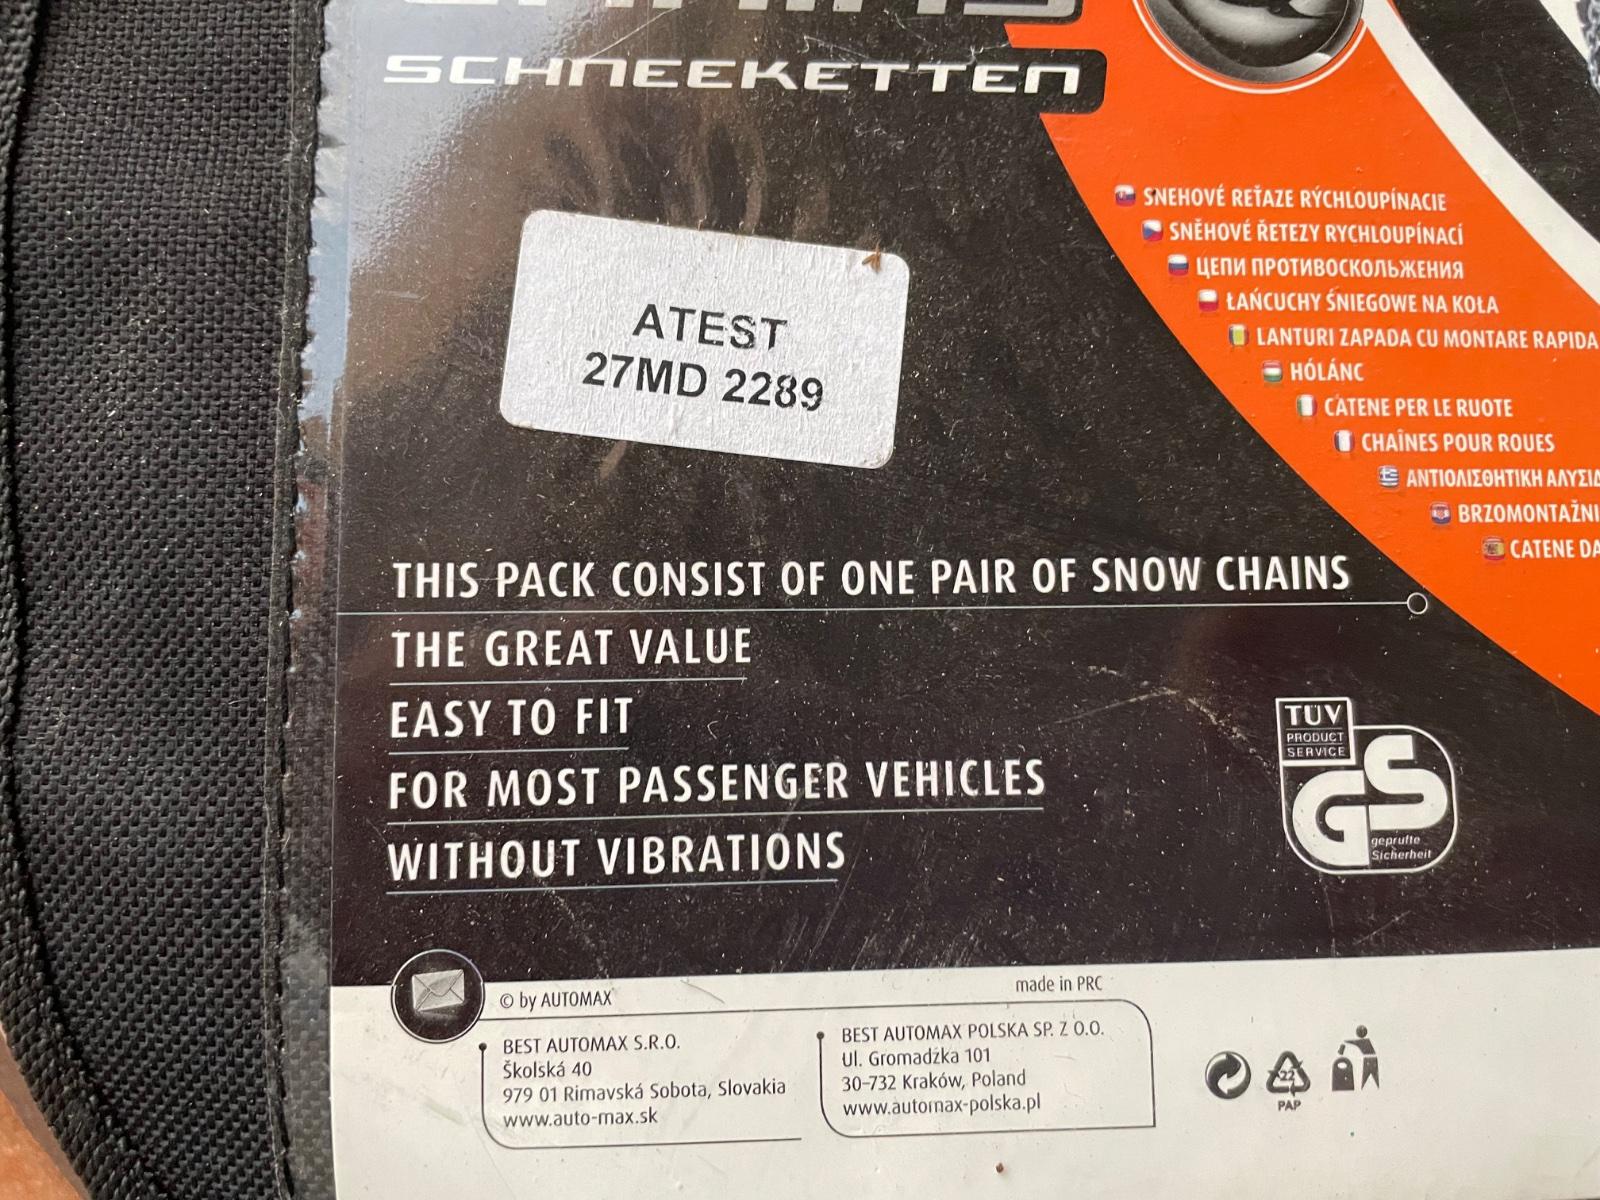 SCHNEEKETTEN
SNEHOVÉ REŤAZE RÝCHLOUPÍNACIE
SNĚHOVÉ ŘETEZY RYCHLOUPÍNACÍ
ЦЕПИ ПРОТИВОСКОЛЬЖЕНИЯ
ŁAŃCUCHY ŚNIEGOWE NA KOŁA
LANTURI ZAPADA CU MONTARE RAPIDA
HÓLÁNC
CATENE PER LE RUOTE
CHAÎNES POUR ROUES
ΑΝΤΙΟΛΙΣΘΗΤΙΚΗ
BRZOMONTAŽNI
CATENE
ATEST
27MD 2289
THIS PACK CONSIST OF ONE PAIR OF SNOW CHAINS
THE GREAT VALUE
EASY TO FIT
FOR MOST PASSENGER VEHICLES
WITHOUT VIBRATIONS
TÜV
PRODUCT
SERVICE
GS
geprüfte
Sicherheit
© by AUTOMAX
made in PRC
BEST AUTOMAX S.R.O.
Školská 40
979 01 Rimavská Sobota, Slovakia
www.auto-max.sk
BEST AUTOMAX POLSKA SP. Z O.O.
Ul. Gromadzka 101
30-732 Kraków, Poland
www.automax-polska.pl
22
PAP